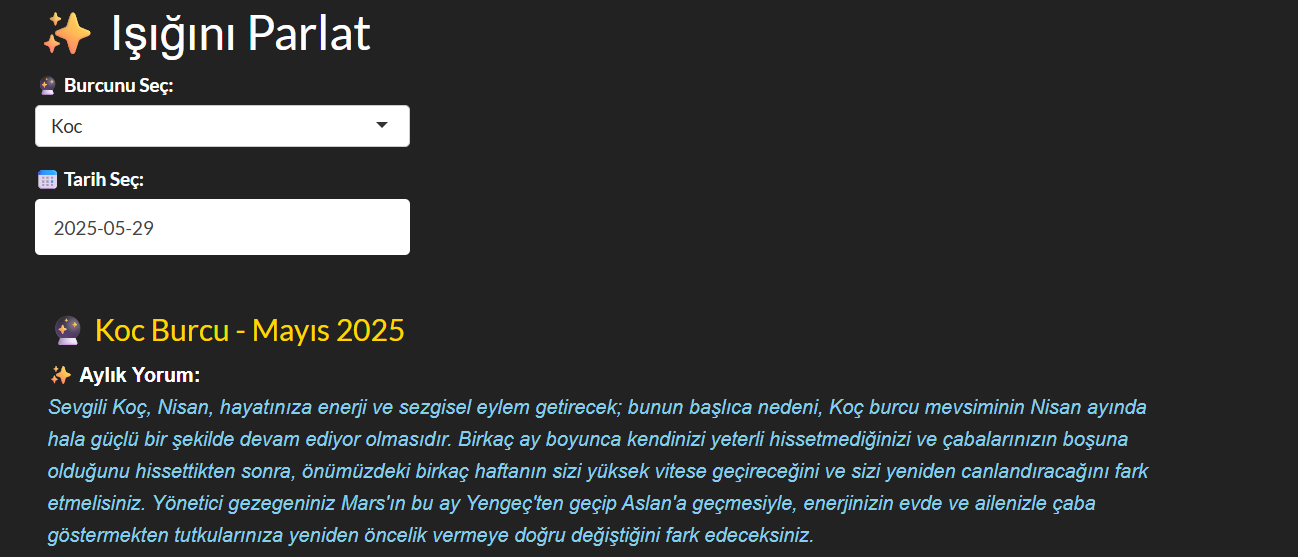 Işığını Parlat
Burcunu Seç:
Koc
Tarih Seç:
2025-05-29
Koc Burcu - Mayıs 2025
Aylık Yorum:
Sevgili Koç, Nisan, hayatınıza enerji ve sezgisel eylem getirecek; bunun başlıca nedeni, Koç burcu mevsiminin Nisan ayında
hala güçlü bir şekilde devam ediyor olmasıdır. Birkaç ay boyunca kendinizi yeterli hissetmediğinizi ve çabalarınızın boşuna
olduğunu hissettikten sonra, önümüzdeki birkaç haftanın sizi yüksek vitese geçireceğini ve sizi yeniden canlandıracağını fark
etmelisiniz. Yönetici gezegeniniz Mars'ın bu ay Yengeç'ten geçip Aslan'a geçmesiyle, enerjinizin evde ve ailenizle çaba
göstermekten tutkularınıza yeniden öncelik vermeye doğru değiştiğini fark edeceksiniz.